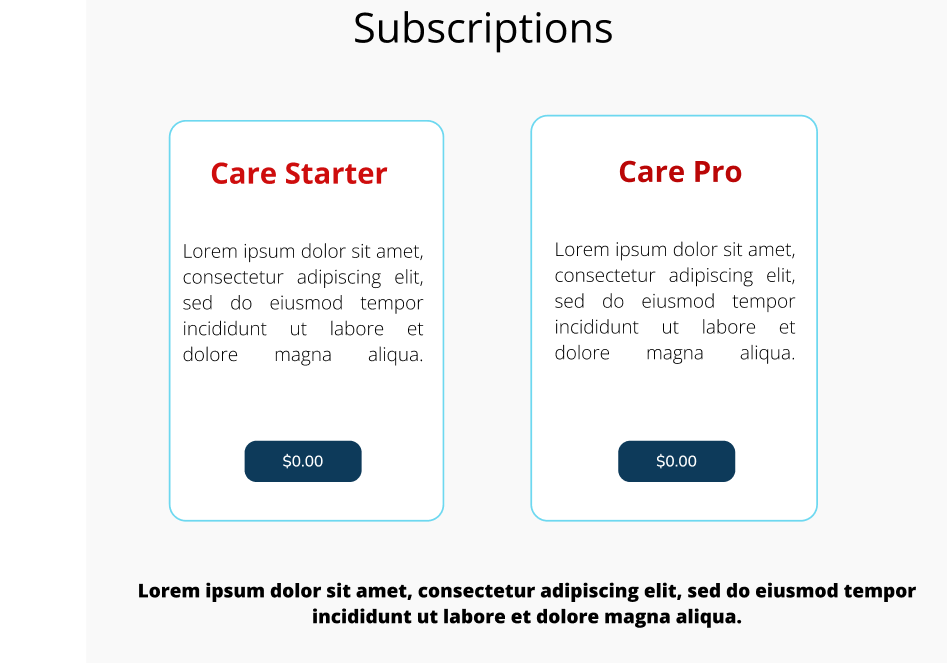 Subscriptions
Care Starter
Lorem ipsum dolor sit amet,
consectetur adipiscing elit,
sed do eiusmod tempor
incididunt ut labore et
dolore magna aliqua.
$0.00
Care Pro
Lorem ipsum dolor sit amet,
consectetur adipiscing elit,
sed do eiusmod tempor
incididunt ut labore et
dolore magna aliqua.
$0.00
Lorem ipsum dolor sit amet, consectetur adipiscing elit, sed do eiusmod tempor
incididunt ut labore et dolore magna aliqua.